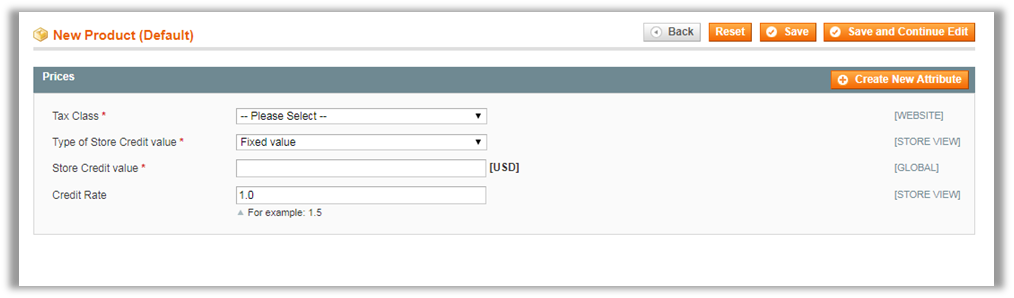 New Product (Default) Back Reset Save Save and Continue Edit
Prices Create New Attribute
Tax Class * -- Please Select -- [WEBSITE]
Type of Store Credit value * Fixed value [STORE VIEW]
Store Credit value * [USD] [GLOBAL]
Credit Rate 1.0 [STORE VIEW]
For example: 1.5